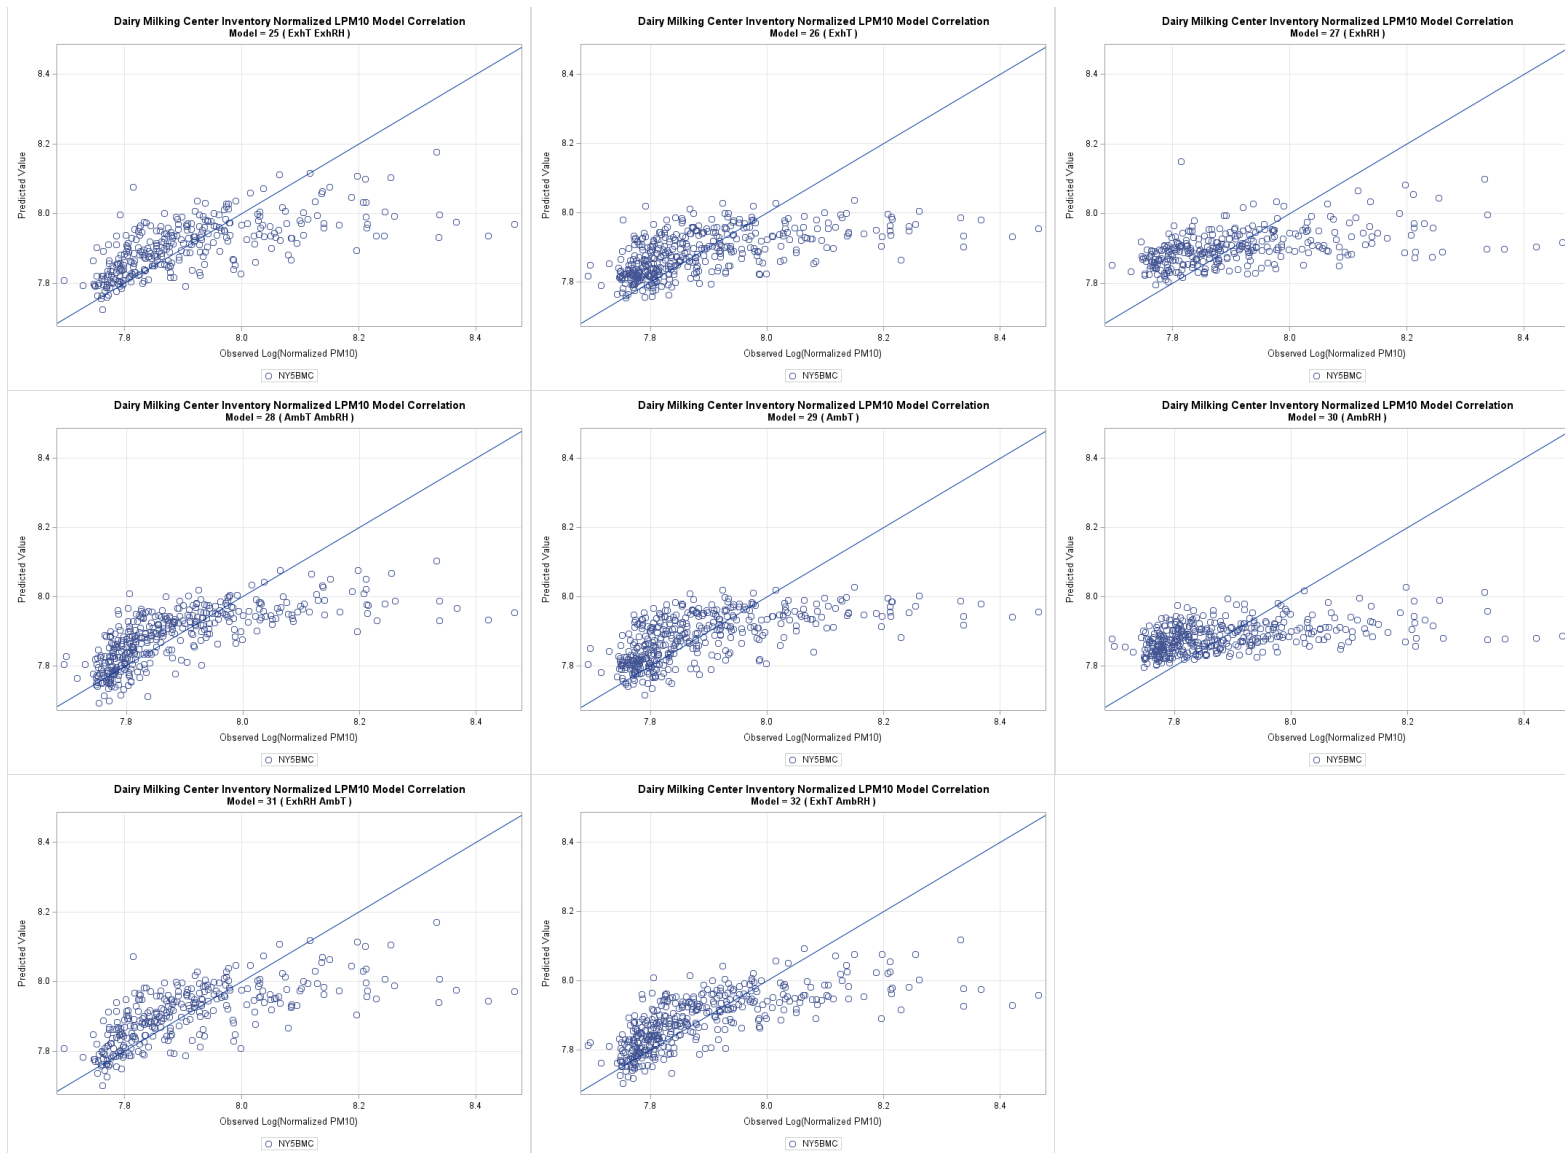 Dairy Milking Center Inventory Normalized LPM10 Model Correlation
Model = 25 ( ExhT ExhRH )
8.4
8.2
8.0
7.8
Predicted Value
7.8 8.0 8.2 8.4
Observed Log(Normalized PM10)
NY5BMC
Dairy Milking Center Inventory Normalized LPM10 Model Correlation
Model = 26 ( ExhT )
8.4
8.2
8.0
7.8
Predicted Value
7.8 8.0 8.2 8.4
Observed Log(Normalized PM10)
NY5BMC
Dairy Milking Center Inventory Normalized LPM10 Model Correlation
Model = 27 ( ExhRH )
8.4
8.2
8.0
7.8
Predicted Value
7.8 8.0 8.2 8.4
Observed Log(Normalized PM10)
NY5BMC
Dairy Milking Center Inventory Normalized LPM10 Model Correlation
Model = 28 ( AmbT AmbRH )
8.4
8.2
8.0
7.8
Predicted Value
7.8 8.0 8.2 8.4
Observed Log(Normalized PM10)
NY5BMC
Dairy Milking Center Inventory Normalized LPM10 Model Correlation
Model = 29 ( AmbT )
8.4
8.2
8.0
7.8
Predicted Value
7.8 8.0 8.2 8.4
Observed Log(Normalized PM10)
NY5BMC
Dairy Milking Center Inventory Normalized LPM10 Model Correlation
Model = 30 ( AmbRH )
8.4
8.2
8.0
7.8
Predicted Value
7.8 8.0 8.2 8.4
Observed Log(Normalized PM10)
NY5BMC
Dairy Milking Center Inventory Normalized LPM10 Model Correlation
Model = 31 ( ExhRH AmbT )
8.4
8.2
8.0
7.8
Predicted Value
7.8 8.0 8.2 8.4
Observed Log(Normalized PM10)
NY5BMC
Dairy Milking Center Inventory Normalized LPM10 Model Correlation
Model = 32 ( ExhT AmbRH )
8.4
8.2
8.0
7.8
Predicted Value
7.8 8.0 8.2 8.4
Observed Log(Normalized PM10)
NY5BMC